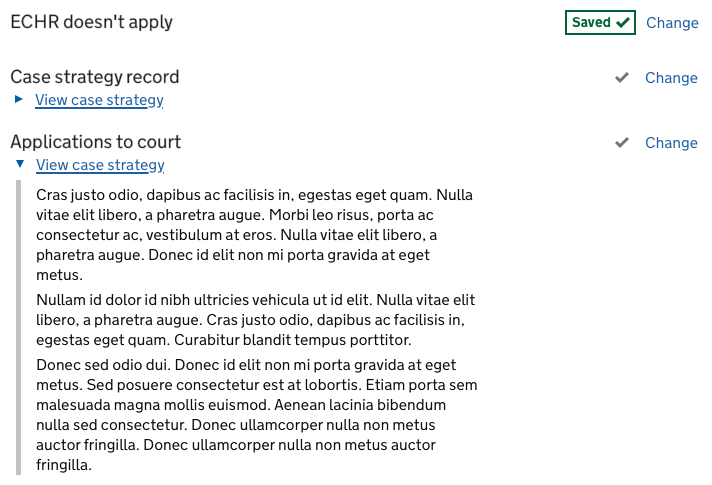 ECHR doesn't apply Saved Change
Case strategy record Change
View case strategy
Applications to court Change
View case strategy
Cras justo odio, dapibus ac facilisis in, egestas eget quam. Nulla
vitae elit libero, a pharetra augue. Morbi leo risus, porta ac
consectetur ac, vestibulum at eros. Nulla vitae elit libero, a
pharetra augue. Donec id elit non mi porta gravida at eget
metus.
Nullam id dolor id nibh ultricies vehicula ut id elit. Nulla vitae elit
libero, a pharetra augue. Cras justo odio, dapibus ac facilisis in,
egestas eget quam. Curabitur blandit tempus porttitor.
Donec sed odio dui. Donec id elit non mi porta gravida at eget
metus. Sed posuere consectetur est at lobortis. Etiam porta sem
malesuada magna mollis euismod. Aenean lacinia bibendum
nulla sed consectetur. Donec ullamcorper nulla non metus
auctor fringilla. Donec ullamcorper nulla non metus auctor
fringilla.